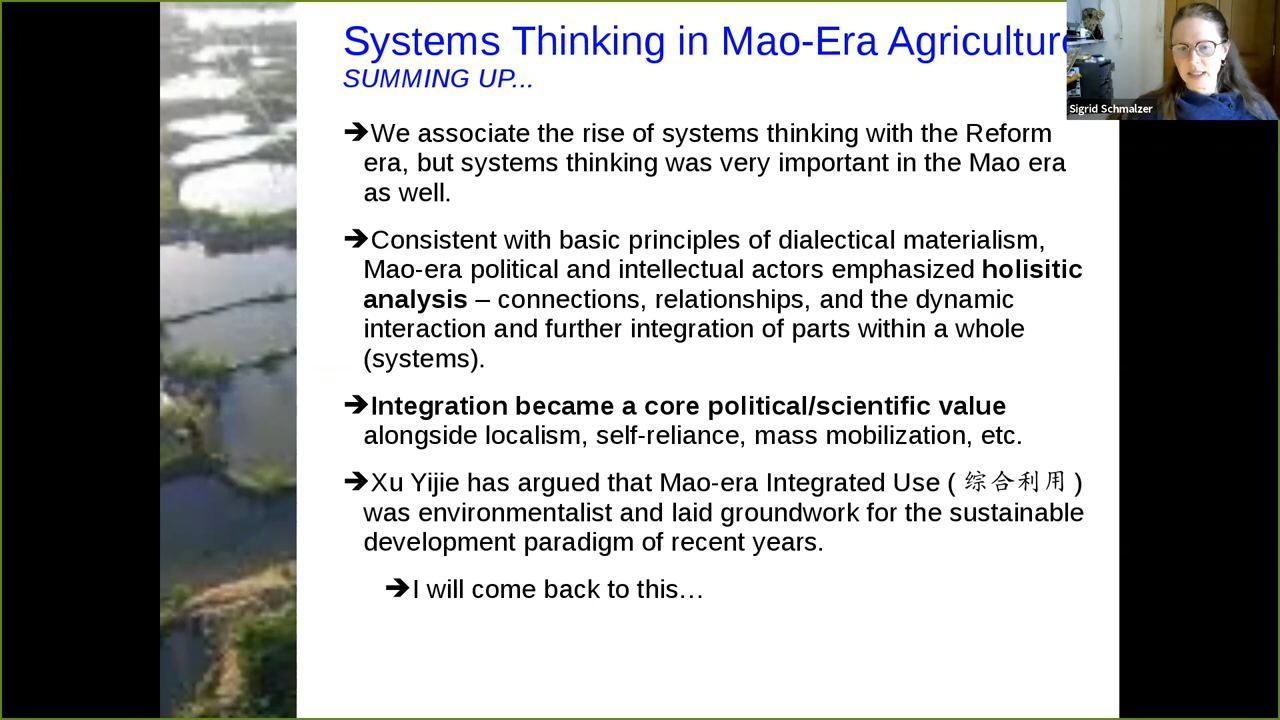 Systems Thinking in Mao-Era Agriculture
SUMMING UP...
Sigrid Schmalzer
➔We associate the rise of systems thinking with the Reform
era, but systems thinking was very important in the Mao era
as well.
➔Consistent with basic principles of dialectical materialism,
Mao-era political and intellectual actors emphasized holisitic
analysis – connections, relationships, and the dynamic
interaction and further integration of parts within a whole
(systems).
➔Integration became a core political/scientific value
alongside localism, self-reliance, mass mobilization, etc.
➔Xu Yijie has argued that Mao-era Integrated Use ( 综合利用 )
was environmentalist and laid groundwork for the sustainable
development paradigm of recent years.
➔I will come back to this…